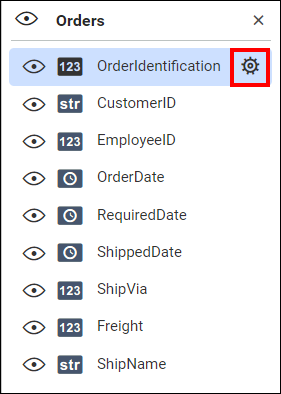 Orders
123 OrderIdentification
str CustomerID
123 EmployeeID
OrderDate
RequiredDate
ShippedDate
123 ShipVia
123 Freight
str ShipName